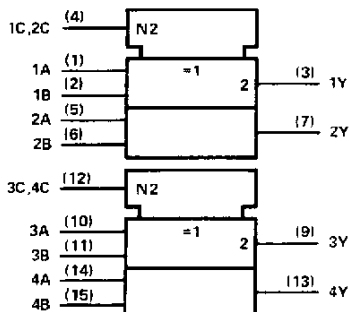 1C,2C (4) N2
1A (1) =1 (3) 1Y
1B (2) 2
2A (5) (7) 2Y
2B (6)
3C,4C (12) N2
3A (10) =1 (9) 3Y
3B (11) 2
4A (14) (13) 4Y
4B (15)